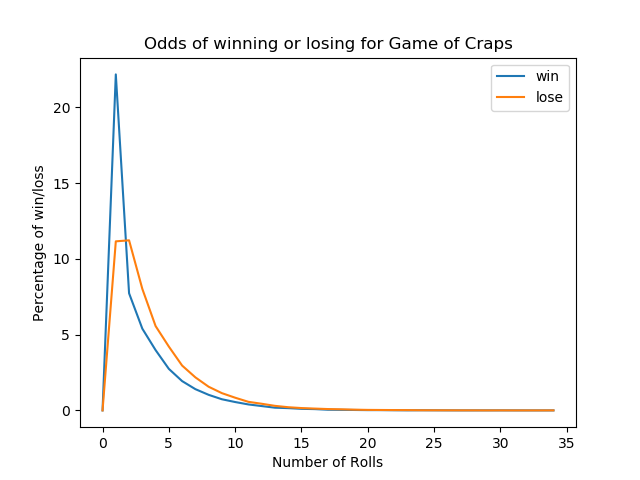 Odds of winning or losing for Game of Craps
win
lose
Percentage of win/loss
20
15
10
5
0
0 5 10 15 20 25 30 35
Number of Rolls